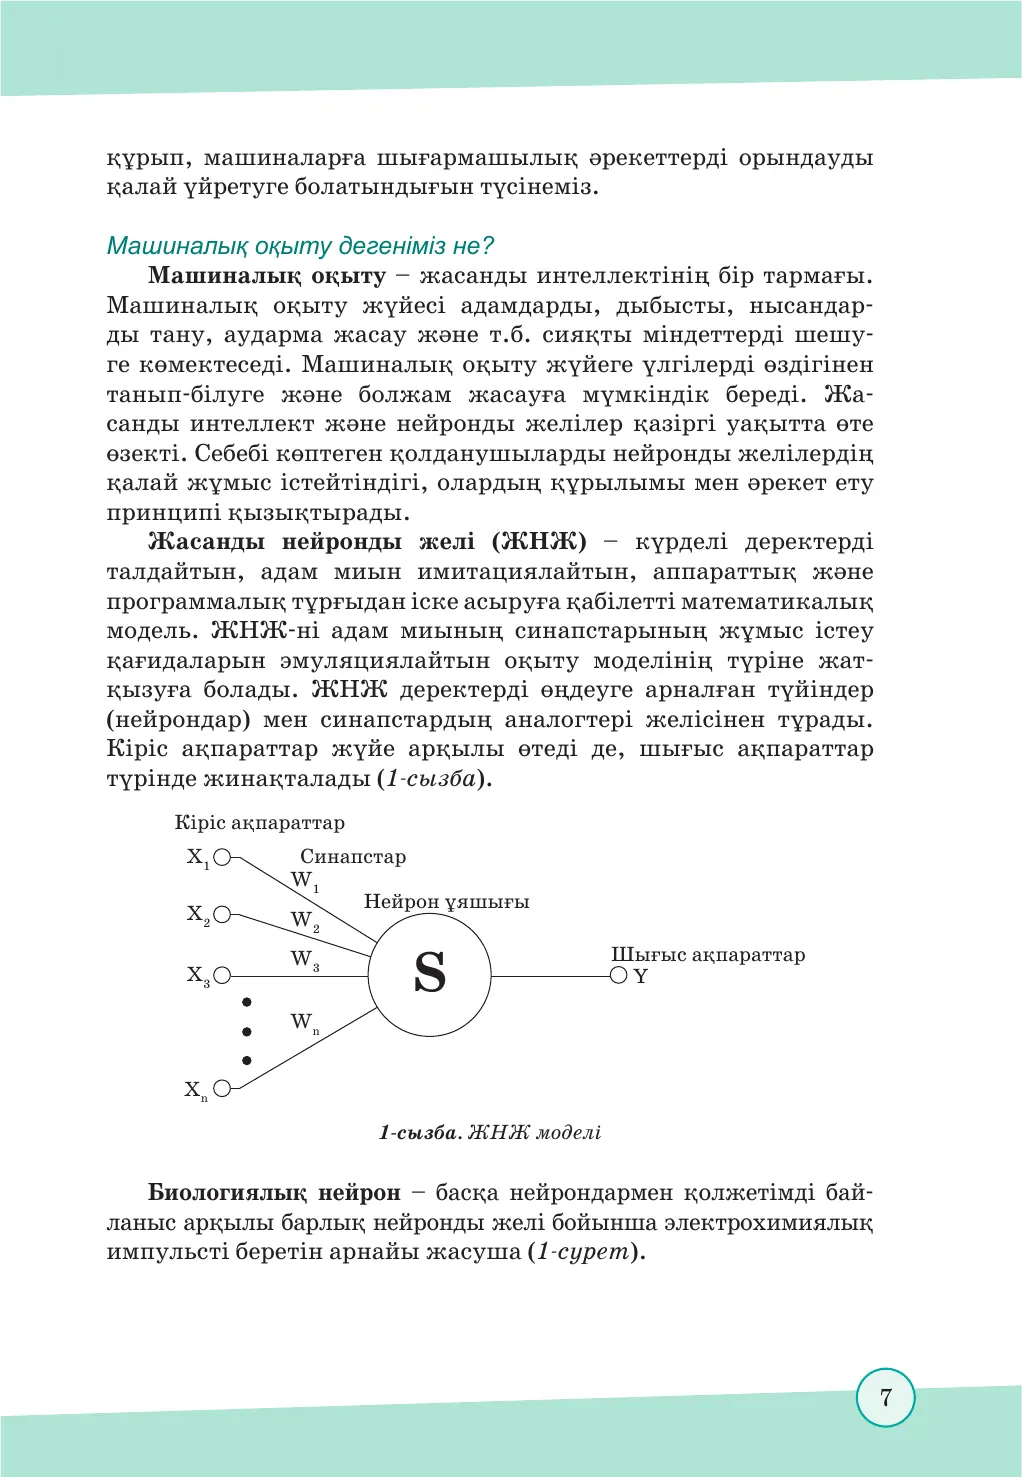 құрып, машиналарға шығармашылық әрекеттерді орындауды
қалай үйретуге болатындығын түсінеміз.
Машиналық оқыту дегеніміз не?
Машиналық оқыту – жасанды интеллектінің бір тармағы.
Машиналық оқыту жүйесі адамдарды, дыбысты, нысандар-
ды тану, аударма жасау және т.б. сияқты міндеттерді шешу-
ге көмектеседі. Машиналық оқыту жүйеге үлгілерді өздігінен
танып-білуге және болжам жасауға мүмкіндік береді. Жа-
санды интеллект және нейронды желілер қазіргі уақытта өте
өзекті. Себебі көптеген қолданушыларды нейронды желілердің
қалай жұмыс істейтіндігі, олардың құрылымы мен әрекет ету
принципі қызықтырады.
Жасанды нейронды желі (ЖНЖ) – күрделі деректерді
талдайтын, адам миын имитациялайтын, аппараттық және
программалық тұрғыдан іске асыруға қабілетті математикалық
модель. ЖНЖ-ні адам миының синапстарының жұмыс істеу
қағидаларын эмуляциялайтын оқыту моделінің түріне жат-
қызуға болады. ЖНЖ деректерді өңдеуге арналған түйіндер
(нейрондар) мен синапстардың аналогтері желісінен тұрады.
Кіріс ақпараттар жүйе арқылы өтеді де, шығыс ақпараттар
түрінде жинақталады (1-сызба).
Кіріс ақпараттар
X1
Синапстар
W1
Нейрон ұяшығы
X2
W2
W3
X3
S
Шығыс ақпараттар
Y
Wn
Xn
1-сызба. ЖНЖ моделі
Биологиялық нейрон – басқа нейрондармен қолжетімді бай-
ланыс арқылы барлық нейронды желі бойынша электрохимиялық
импульсті беретін арнайы жасуша (1-сурет).
7